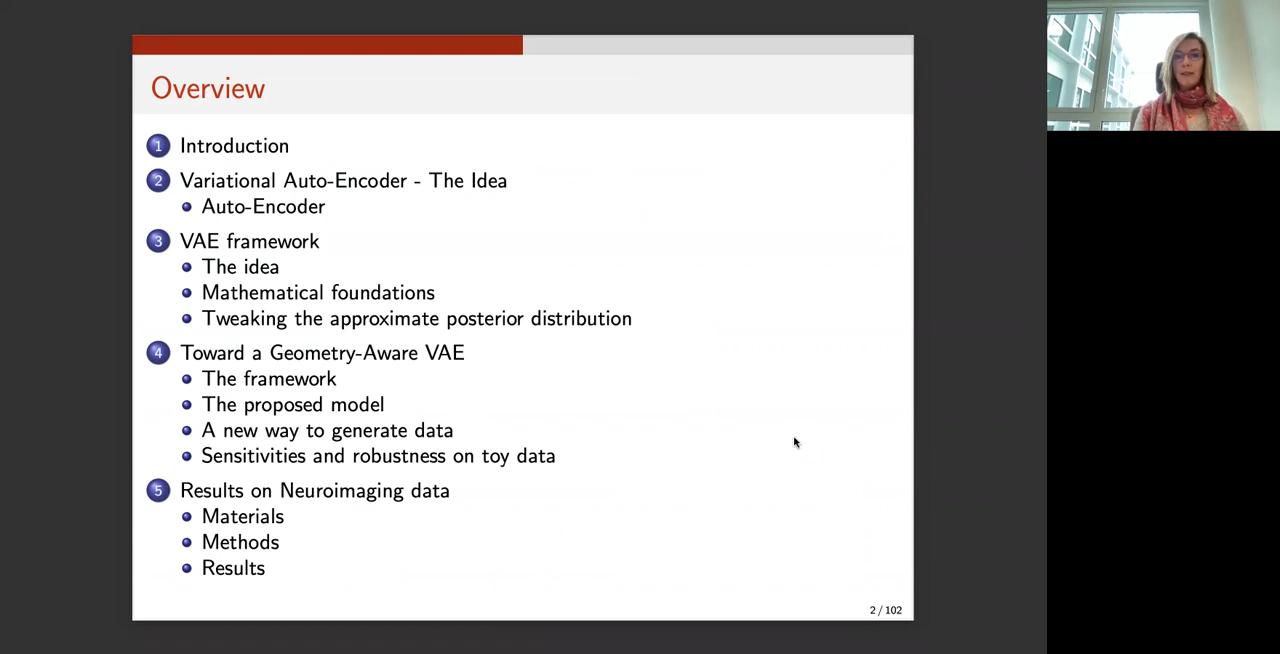 Overview
1 Introduction
2 Variational Auto-Encoder - The Idea
Auto-Encoder
3 VAE framework
The idea
Mathematical foundations
Tweaking the approximate posterior distribution
4 Toward a Geometry-Aware VAE
The framework
The proposed model
A new way to generate data
Sensitivities and robustness on toy data
5 Results on Neuroimaging data
Materials
Methods
Results
2 / 102